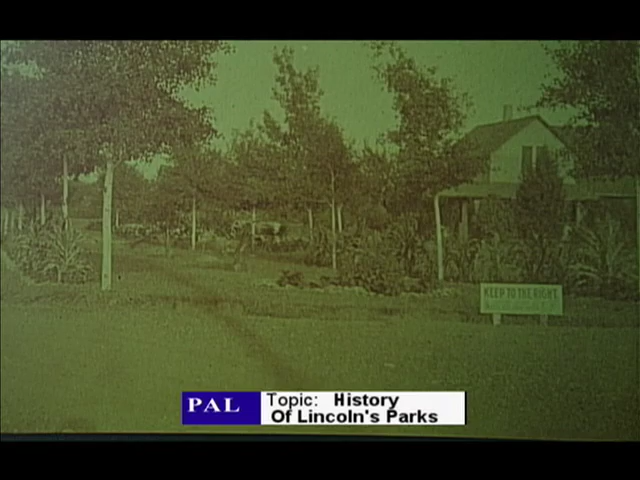 KEEP TO THE RIGHT
PAL
Topic: History
Of Lincoln's Parks